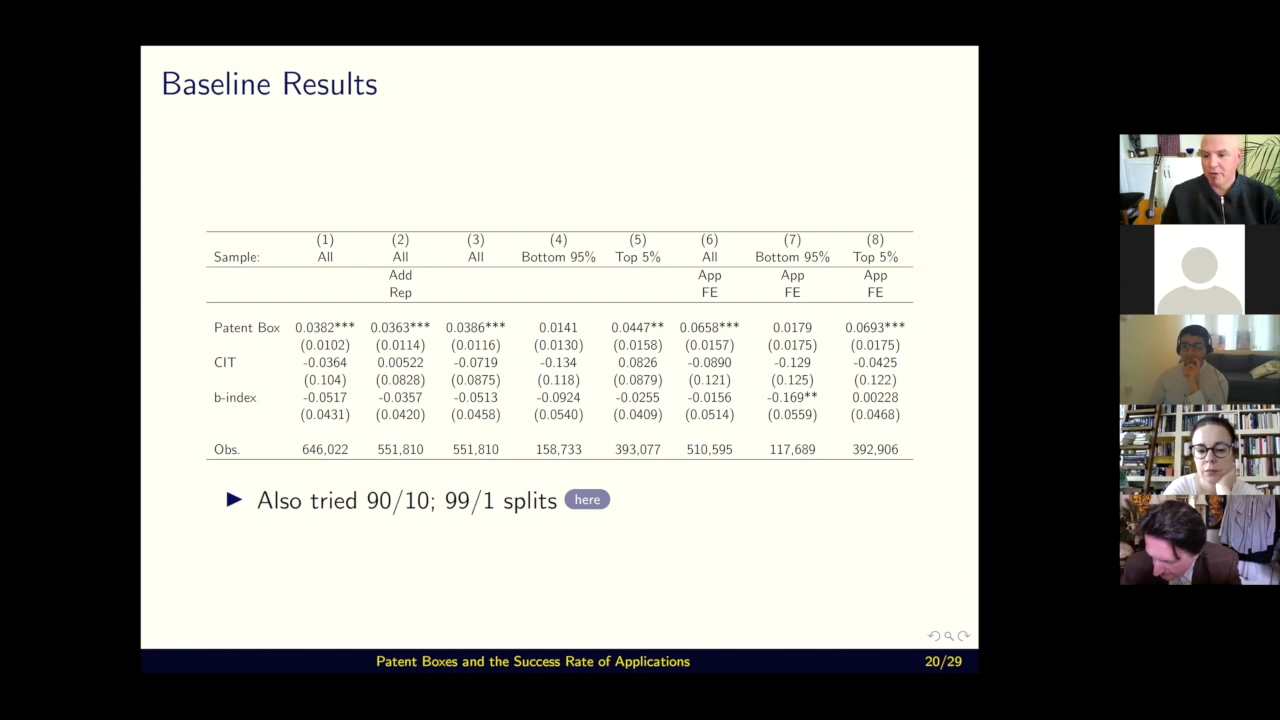 Baseline Results
(1) (2) (3) (4) (5) (6) (7) (8)
Sample: All All All Bottom 95% Top 5% All Bottom 95% Top 5%
Add App App App
Rep FE FE FE
Patent Box 0.0382*** 0.0363*** 0.0386*** 0.0141 0.0447** 0.0658*** 0.0179 0.0693***
(0.0102) (0.0114) (0.0116) (0.0130) (0.0158) (0.0157) (0.0175) (0.0175)
CIT -0.0364 0.00522 -0.0719 -0.134 0.0826 -0.0890 -0.129 -0.0425
(0.104) (0.0828) (0.0875) (0.118) (0.0879) (0.121) (0.125) (0.122)
b-index -0.0517 -0.0357 -0.0513 -0.0924 -0.0255 -0.0156 -0.169** 0.00228
(0.0431) (0.0420) (0.0458) (0.0540) (0.0409) (0.0514) (0.0559) (0.0468)
Obs. 646,022 551,810 551,810 158,733 393,077 510,595 117,689 392,906
Also tried 90/10; 99/1 splits here
Patent Boxes and the Success Rate of Applications 20/29